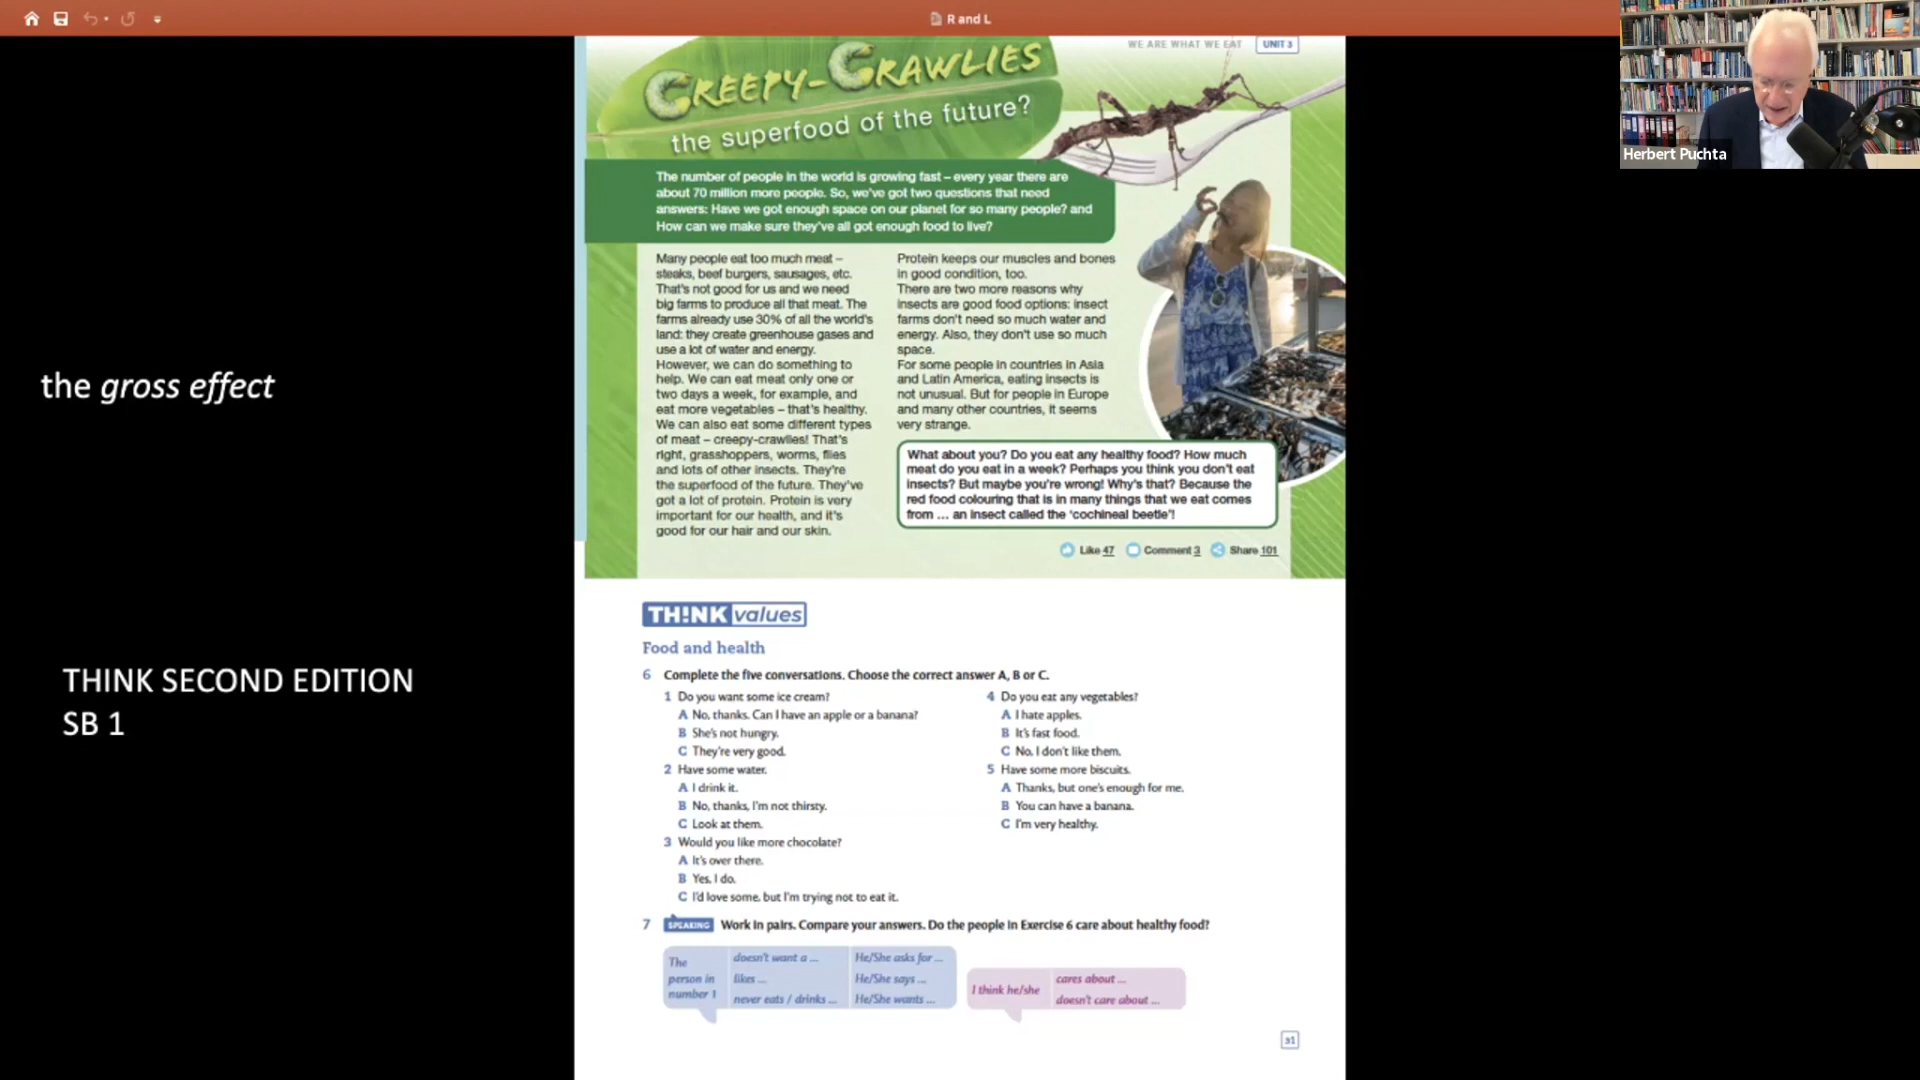 R and L
Herbert Puchta
the gross effect
THINK SECOND EDITION
SB 1
WE ARE WHAT WE EAT UNIT 3
CREEPY-CRAWLIES
the superfood of the future?
The number of people in the world is growing fast – every year there are
about 70 million more people. So, we've got two questions that need
answers: Have we got enough space on our planet for so many people? and
How can we make sure they've all got enough food to live?
Many people eat too much meat –
steaks, beef burgers, sausages, etc.
That's not good for us and we need
big farms to produce all that meat. The
farms already use 30% of all the world's
land: they create greenhouse gases and
use a lot of water and energy.
However, we can do something to
help. We can eat meat only one or
two days a week, for example, and
eat more vegetables – that's healthy.
We can also eat some different types
of meat – creepy-crawlies! That's
right, grasshoppers, worms, flies
and lots of other insects. They're
the superfood of the future. They've
got a lot of protein. Protein is very
important for our health, and it's
good for our hair and our skin.
Protein keeps our muscles and bones
in good condition, too.
There are two more reasons why
insects are good food options: insect
farms don't need so much water and
energy. Also, they don't use so much
space.
For some people in countries in Asia
and Latin America, eating insects is
not unusual. But for people in Europe
and many other countries, it seems
very strange.
What about you? Do you eat any healthy food? How much
meat do you eat in a week? Perhaps you think you don't eat
insects? But maybe you're wrong! Why's that? Because the
red food colouring that is in many things that we eat comes
from ... an insect called the 'cochineal beetle'!
Like 47 Comment 3 Share 101
TH!NK values
Food and health
6 Complete the five conversations. Choose the correct answer A, B or C.
1 Do you want some ice cream?
A No, thanks. Can I have an apple or a banana?
B She's not hungry.
C They're very good.
2 Have some water.
A I drink it.
B No, thanks, I'm not thirsty.
C Look at them.
3 Would you like more chocolate?
A It's over there.
B Yes, I do.
C I'd love some, but I'm trying not to eat it.
4 Do you eat any vegetables?
A I hate apples.
B It's fast food.
C No, I don't like them.
5 Have some more biscuits.
A Thanks, but one's enough for me.
B You can have a banana.
C I'm very healthy.
7 SPEAKING Work in pairs. Compare your answers. Do the people in Exercise 6 care about healthy food?
The
person in
number 1
doesn't want a ...
likes ...
never eats / drinks ...
He/She asks for ...
He/She says ...
He/She wants ...
I think he/she
cares about ...
doesn't care about ...
31